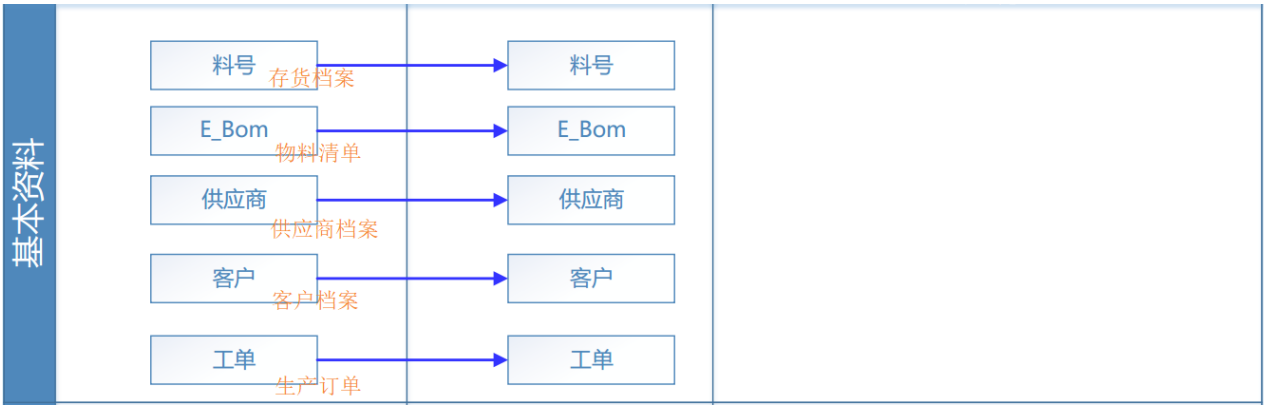 基本资料
料号
存货档案
料号
E_Bom
物料清单
E_Bom
供应商
供应商档案
供应商
客户
客户档案
客户
工单
生产订单
工单